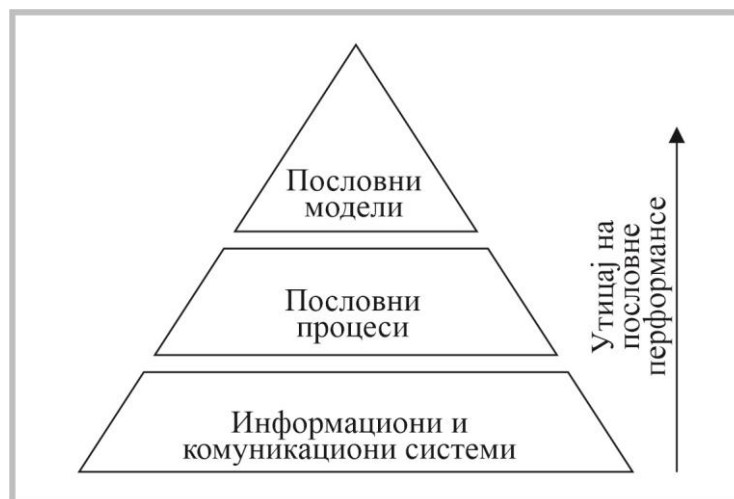 Пословни
модели
Пословни
процеси
Информациони и
комуникациони системи
Утицај на
пословне
перформансе